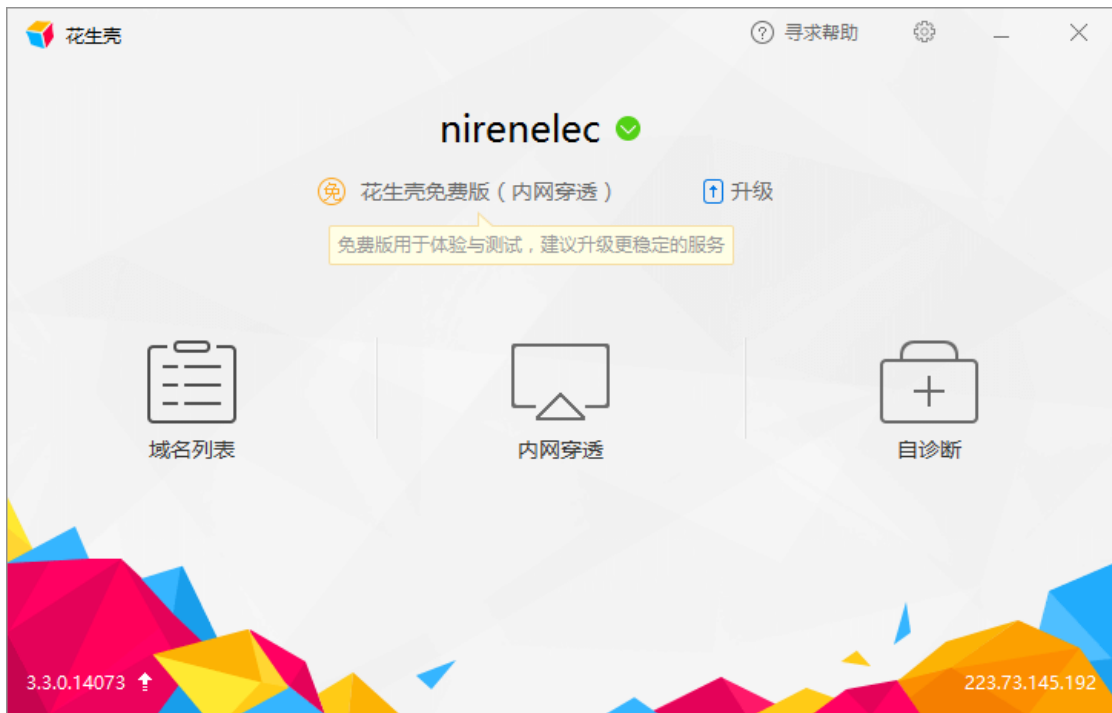 花生壳
寻求帮助
nirenelec
免 花生壳免费版（内网穿透） 升级
免费版用于体验与测试，建议升级更稳定的服务
域名列表
内网穿透
自诊断
3.3.0.14073
223.73.145.192